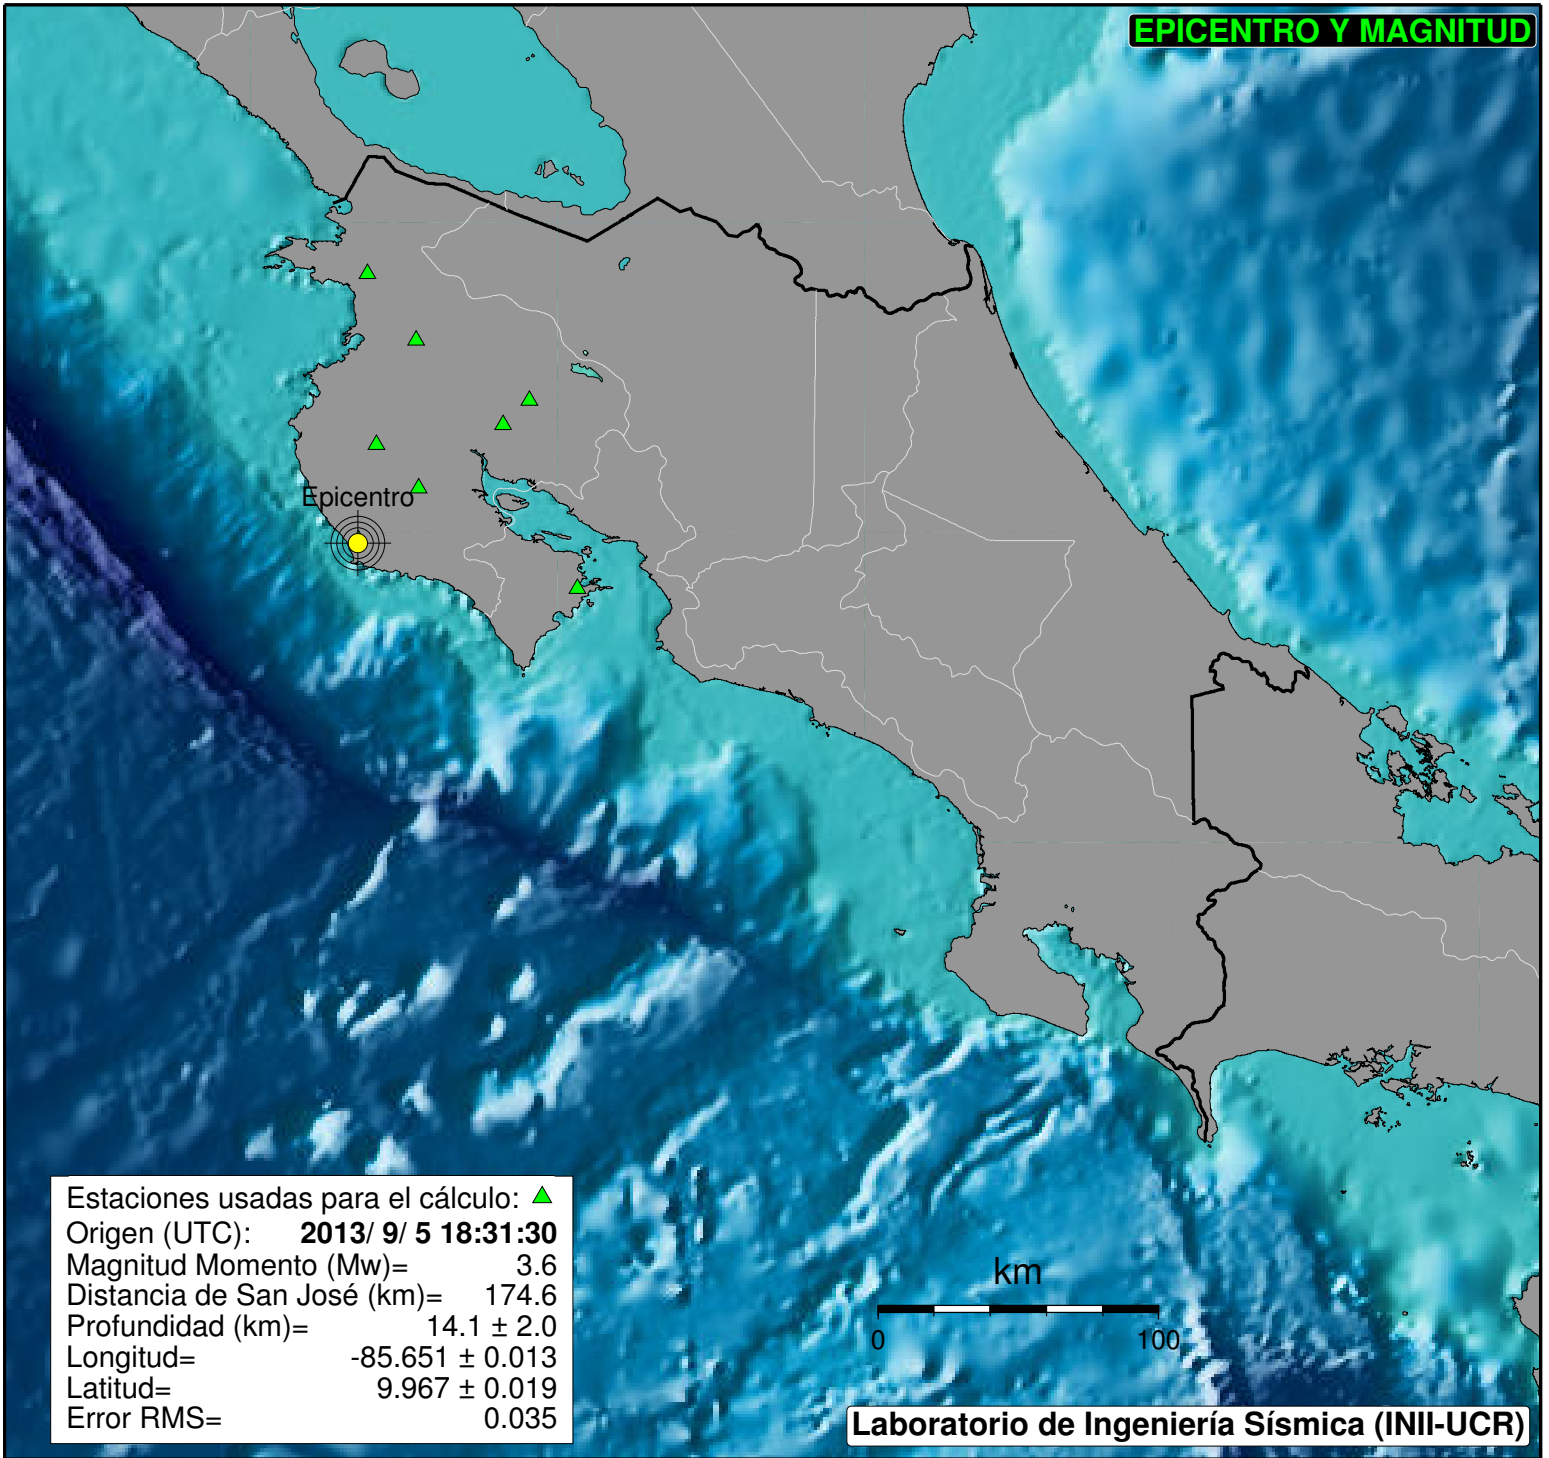 EPICENTRO Y MAGNITUD
Epicentro
Estaciones usadas para el cálculo:
Origen (UTC): 2013/ 9/ 5 18:31:30
Magnitud Momento (Mw)= 3.6
Distancia de San José (km)= 174.6
Profundidad (km)= 14.1 ± 2.0
Longitud= -85.651 ± 0.013
Latitud= 9.967 ± 0.019
Error RMS= 0.035
km
0 100
Laboratorio de Ingeniería Sísmica (INII-UCR)